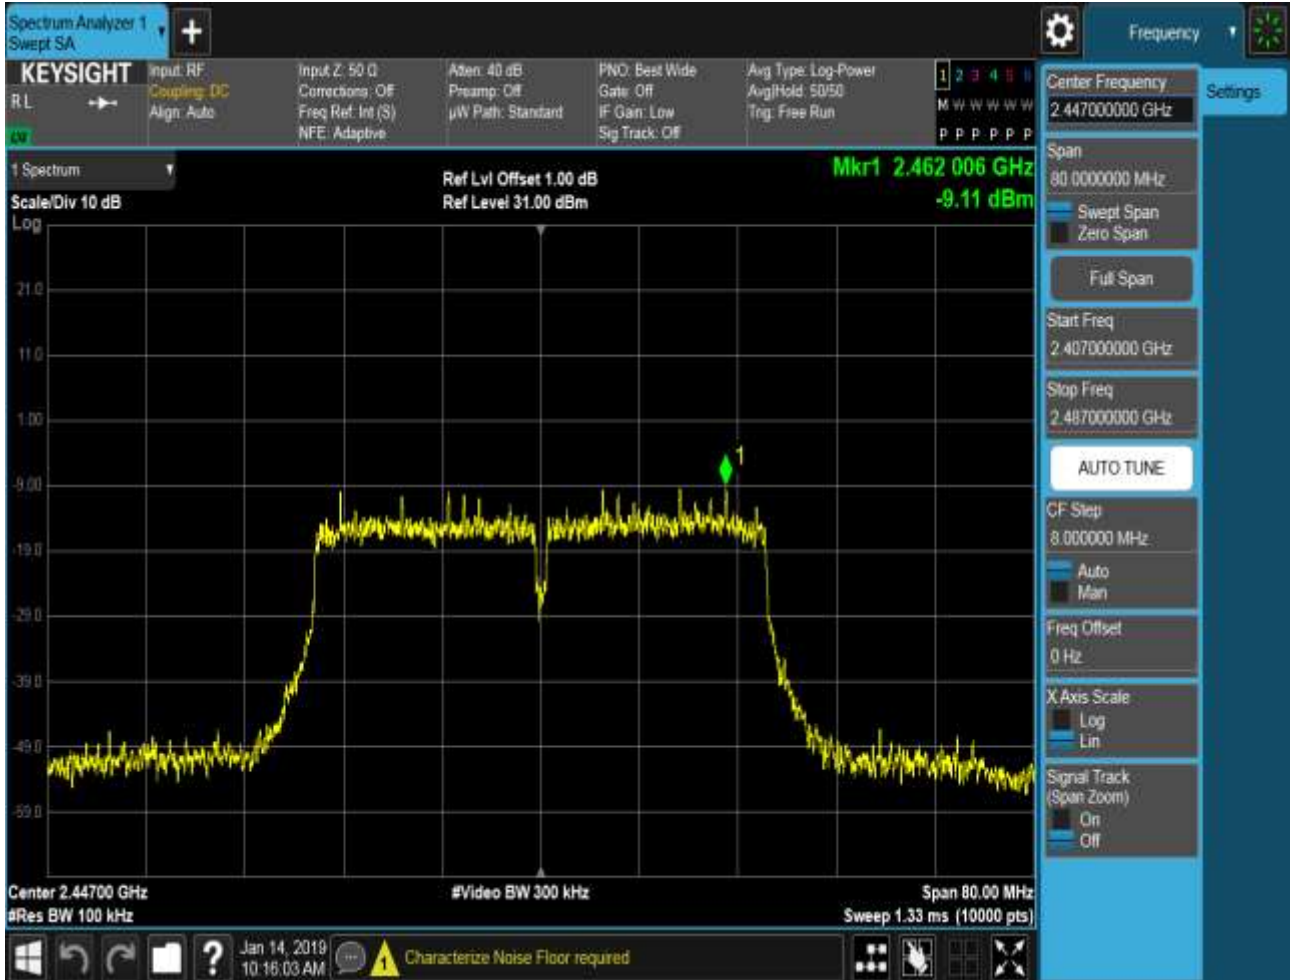 Spectrum Analyzer 1
Swept SA
+
Frequency
KEYSIGHT
RL
Input: RF
Coupling: DC
Align: Auto
Input Z: 50 Ω
Corrections: Off
Freq Ref: Int (S)
NFE: Adaptive
Atten: 40 dB
Preamp: Off
µW Path: Standard
PNO: Best Wide
Gate: Off
IF Gain: Low
Sig Track: Off
Avg Type: Log-Power
Avg|Hold: 50/50
Trig: Free Run
1 2 3 4 5 6
M W W W W W
P P P P P P
1 Spectrum
Scale/Div 10 dB
Log
Ref Lvl Offset 1.00 dB
Ref Level 31.00 dBm
Mkr1 2.462 006 GHz
-9.11 dBm
21.0
11.0
1.00
-9.00
-19.0
-29.0
-39.0
-49.0
-59.0
1
Center 2.44700 GHz
#Res BW 100 kHz
#Video BW 300 kHz
Span 80.00 MHz
Sweep 1.33 ms (10000 pts)
Center Frequency
2.447000000 GHz
Settings
Span
80.0000000 MHz
Swept Span
Zero Span
Full Span
Start Freq
2.407000000 GHz
Stop Freq
2.487000000 GHz
AUTO TUNE
CF Step
8.000000 MHz
Auto
Man
Freq Offset
0 Hz
X Axis Scale
Log
Lin
Signal Track
(Span Zoom)
On
Off
?
Jan 14, 2019
10:16:03 AM
1
Characterize Noise Floor required